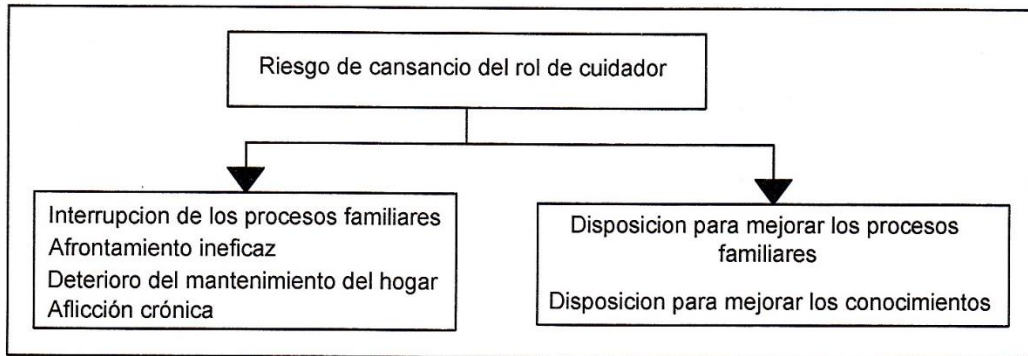 Riesgo de cansancio del rol de cuidador
Interrupcion de los procesos familiares
Afrontamiento ineficaz
Deterioro del mantenimiento del hogar
Aflicción crónica
Disposicion para mejorar los procesos
familiares
Disposicion para mejorar los conocimientos